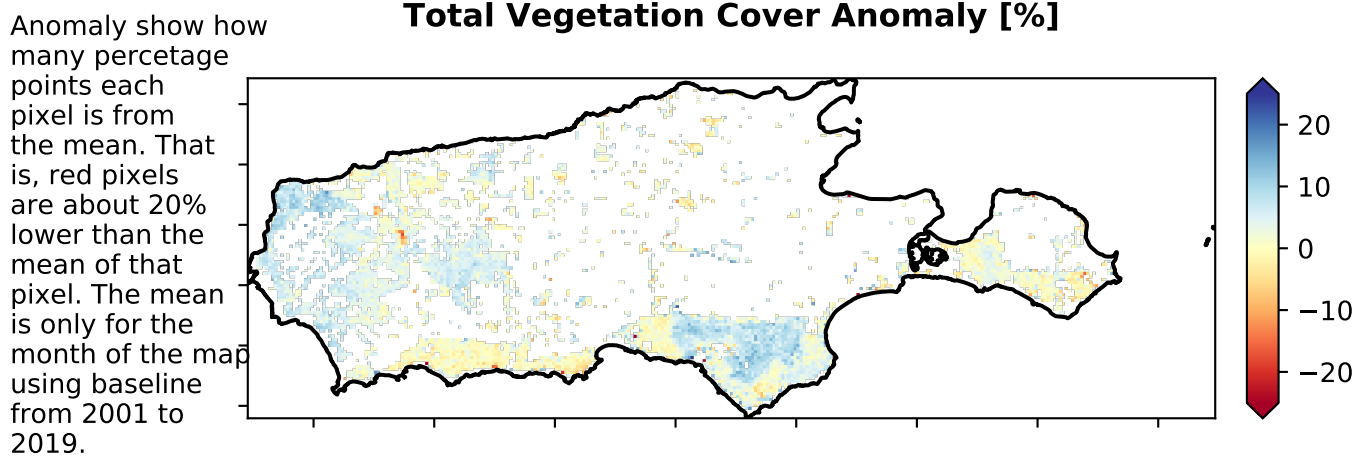 Total Vegetation Cover Anomaly [%]
Anomaly show how
many percetage
points each
pixel is from
the mean. That
is, red pixels
are about 20%
lower than the
mean of that
pixel. The mean
is only for the
month of the map
using baseline
from 2001 to
2019.
20
10
0
−10
−20